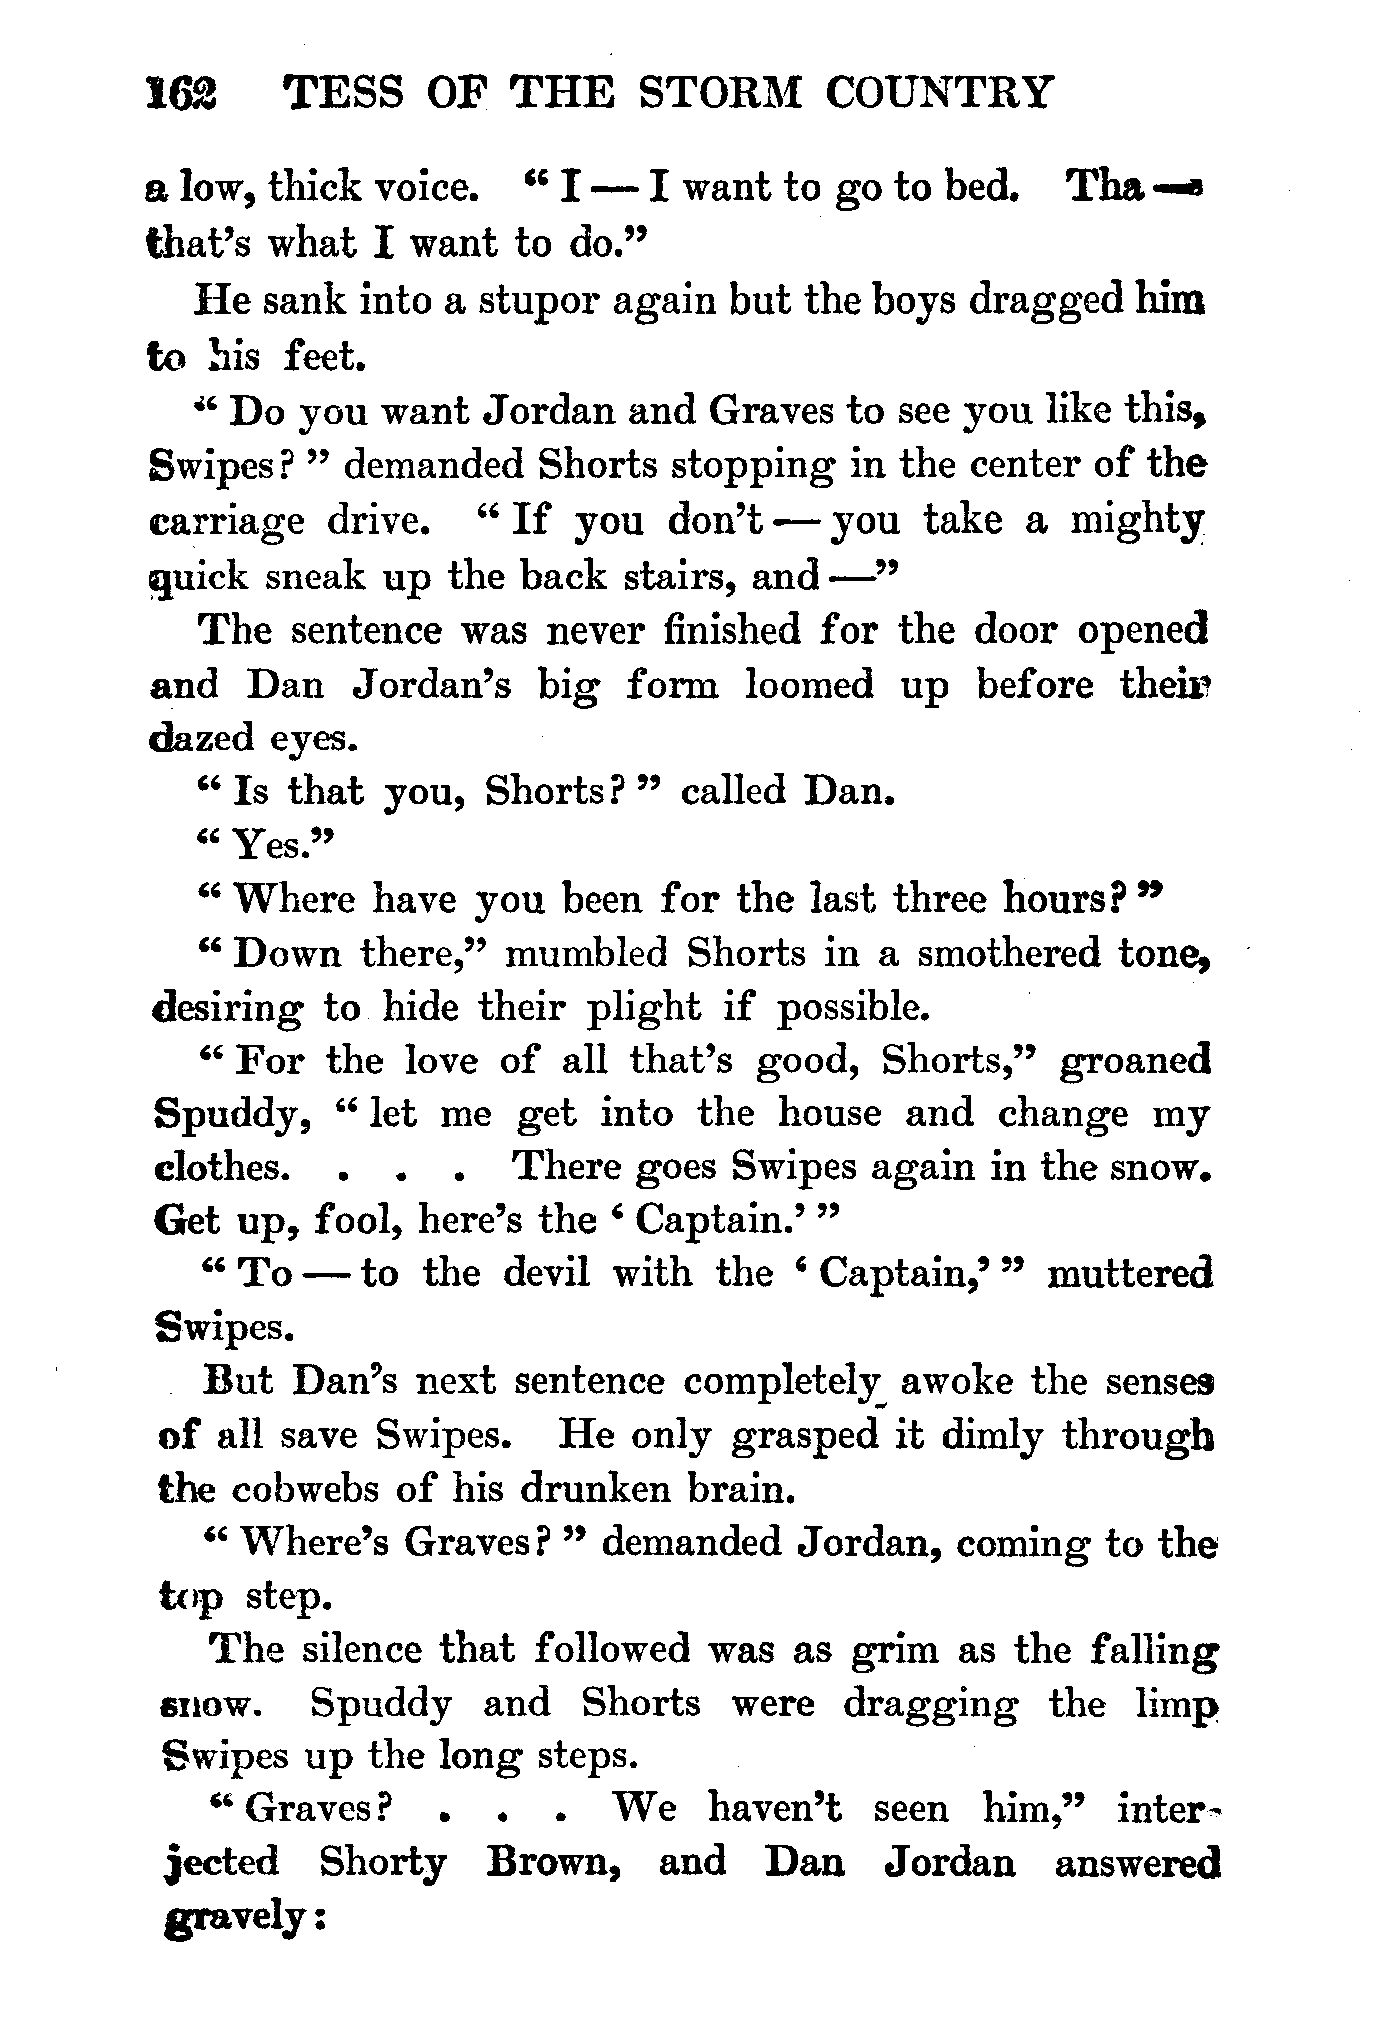 162 TESS OF THE STORM COUNTRY
a low, thick voice. “ I — I want to go to bed. Tha —
that’s what I want to do.”
He sank into a stupor again but the boys dragged him
to his feet.
“ Do you want Jordan and Graves to see you like this,
Swipes? ” demanded Shorts stopping in the center of the
carriage drive. “ If you don’t — you take a mighty
quick sneak up the back stairs, and —”
The sentence was never finished for the door opened
and Dan Jordan’s big form loomed up before their
dazed eyes.
“ Is that you, Shorts? ” called Dan.
“ Yes.”
“ Where have you been for the last three hours? ”
“ Down there,” mumbled Shorts in a smothered tone,
desiring to hide their plight if possible.
“ For the love of all that’s good, Shorts,” groaned
Spuddy, “ let me get into the house and change my
clothes. . . . There goes Swipes again in the snow.
Get up, fool, here’s the ‘ Captain.’ ”
“ To — to the devil with the ‘ Captain,’ ” muttered
Swipes.
But Dan’s next sentence completely awoke the senses
of all save Swipes. He only grasped it dimly through
the cobwebs of his drunken brain.
“ Where’s Graves? ” demanded Jordan, coming to the
top step.
The silence that followed was as grim as the falling
snow. Spuddy and Shorts were dragging the limp
Swipes up the long steps.
“ Graves? . . . We haven’t seen him,” inter-
jected Shorty Brown, and Dan Jordan answered
gravely: